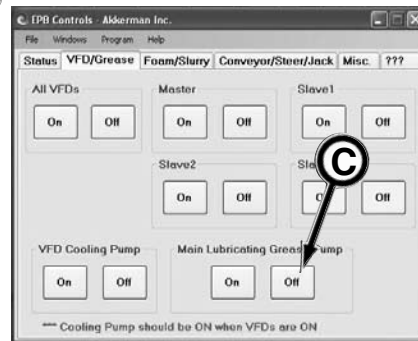 EPB Controls - Akkerman Inc.
File Windows Program Help
Status VFD/Grease Foam/Slurry Conveyor/Steer/Jack Misc. ???
All VFDs Master Slave1
On Off On Off On Off
Slave2
C
On Off Off
VFD Cooling Pump Main Lubricating Grease Pump
On Off On Off
*** Cooling Pump should be ON when VFDs are ON